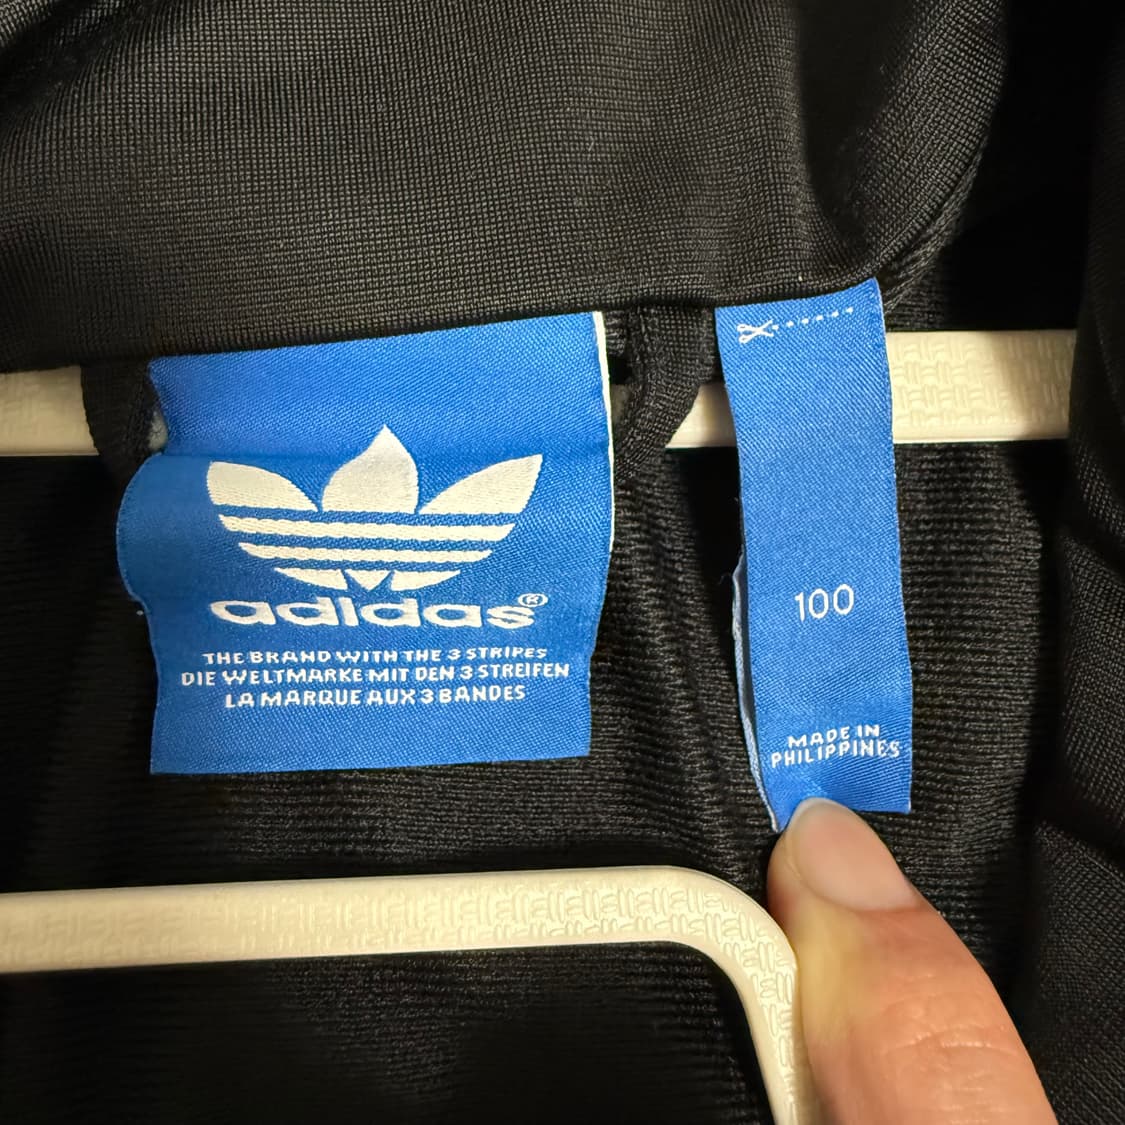 adidas®
THE BRAND WITH THE 3 STRIPES
DIE WELTMARKE MIT DEN 3 STREIFEN
LA MARQUE AUX 3 BANDES
100
MADE IN
PHILIPPINES